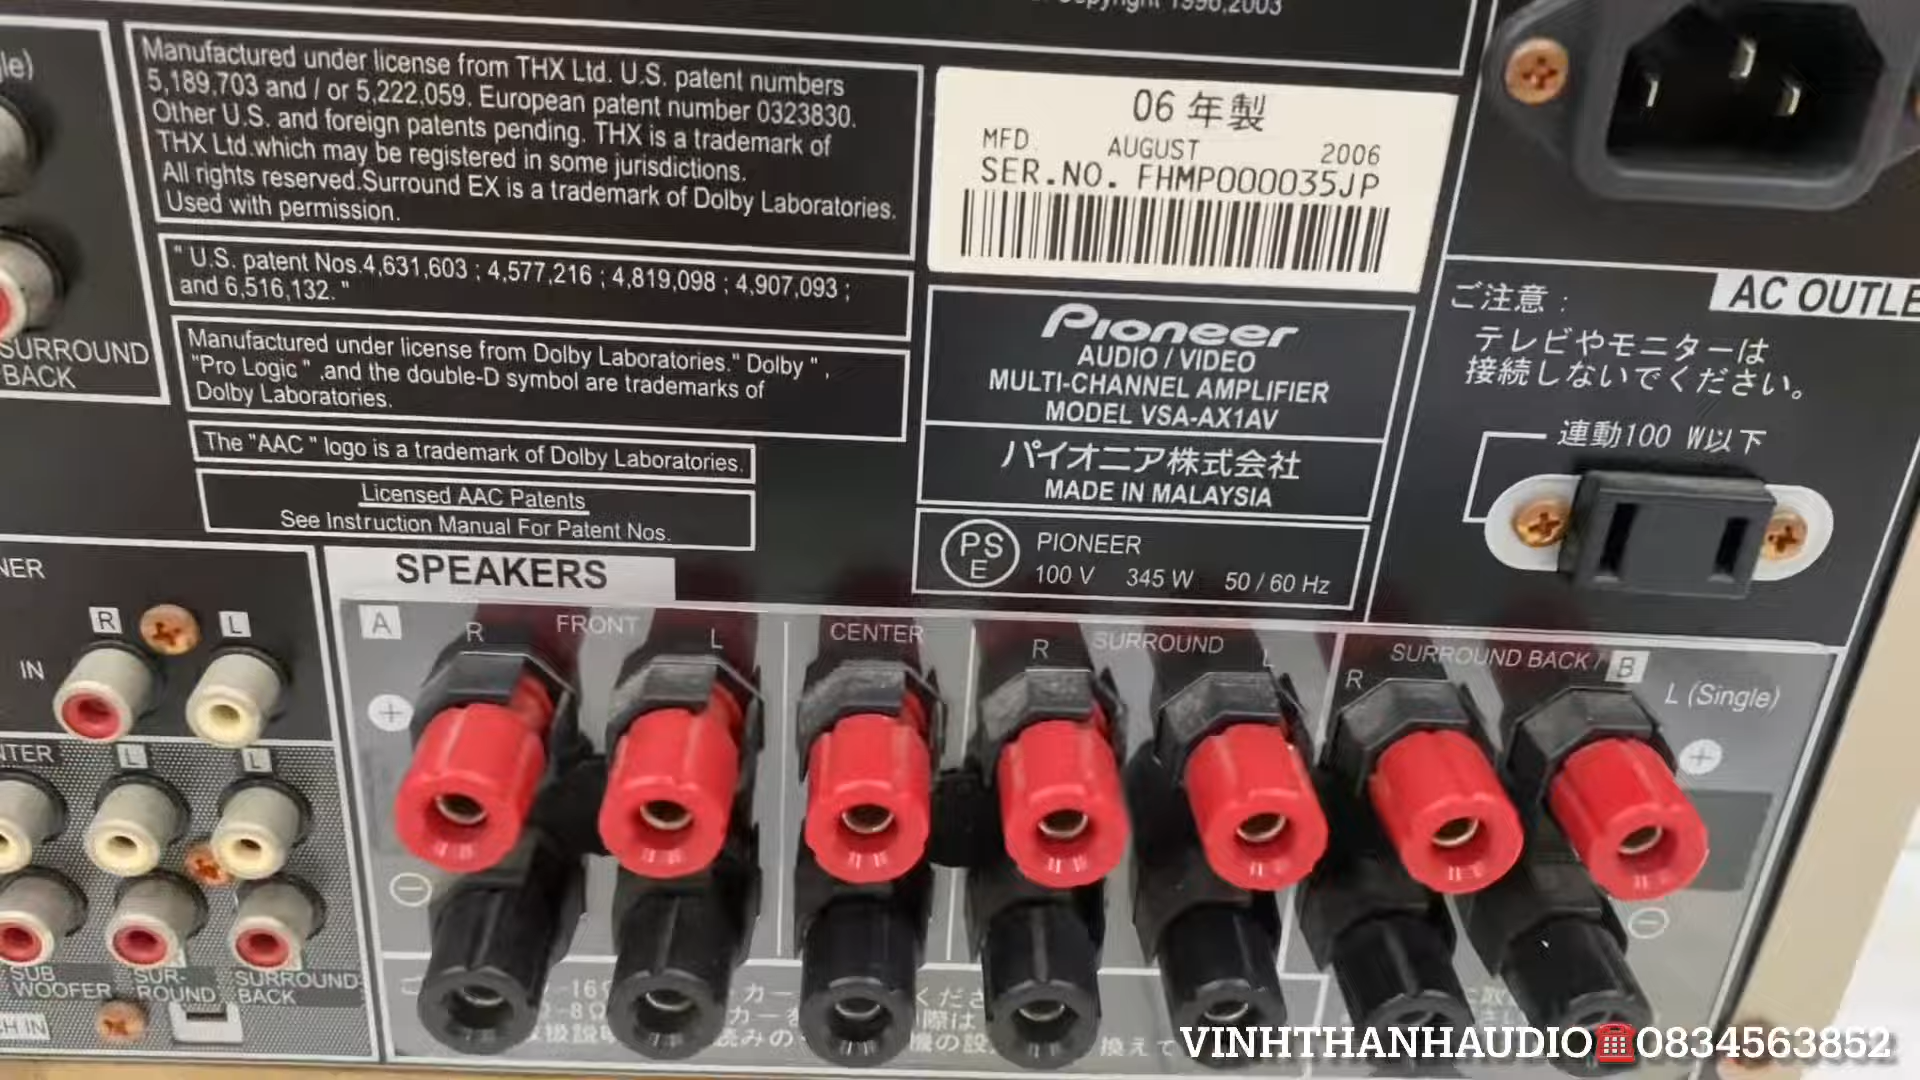 Copyright 1996,2003
Manufactured under license from THX Ltd. U.S. patent numbers
5,189,703 and / or 5,222,059. European patent number 0323830.
Other U.S. and foreign patents pending. THX is a trademark of
THX Ltd.which may be registered in some jurisdictions.
All rights reserved.Surround EX is a trademark of Dolby Laboratories.
Used with permission.
" U.S. patent Nos.4,631,603 ; 4,577,216 ; 4,819,098 ; 4,907,093 ;
and 6,516,132. "
Manufactured under license from Dolby Laboratories." Dolby " ,
"Pro Logic " ,and the double-D symbol are trademarks of
Dolby Laboratories.
The "AAC " logo is a trademark of Dolby Laboratories.
Licensed AAC Patents
See Instruction Manual For Patent Nos.
06 年製
MFD. AUGUST 2006
SER.NO. FHMP000035JP
Pioneer
AUDIO / VIDEO
MULTI-CHANNEL AMPLIFIER
MODEL VSA-AX1AV
パイオニア株式会社
MADE IN MALAYSIA
PSE
PIONEER
100 V 345 W 50 / 60 Hz
AC OUTLE
ご注意 :
テレビやモニターは
接続しないでください。
連動100 W以下
SURROUND
BACK
R L
IN
L L
SUB
WOOFER
SUR-
ROUND
SURROUND
BACK
SPEAKERS
A R FRONT L CENTER R SURROUND L SURROUND BACK / B
R L (Single)
VINHTHANHAUDIO☎0834563852